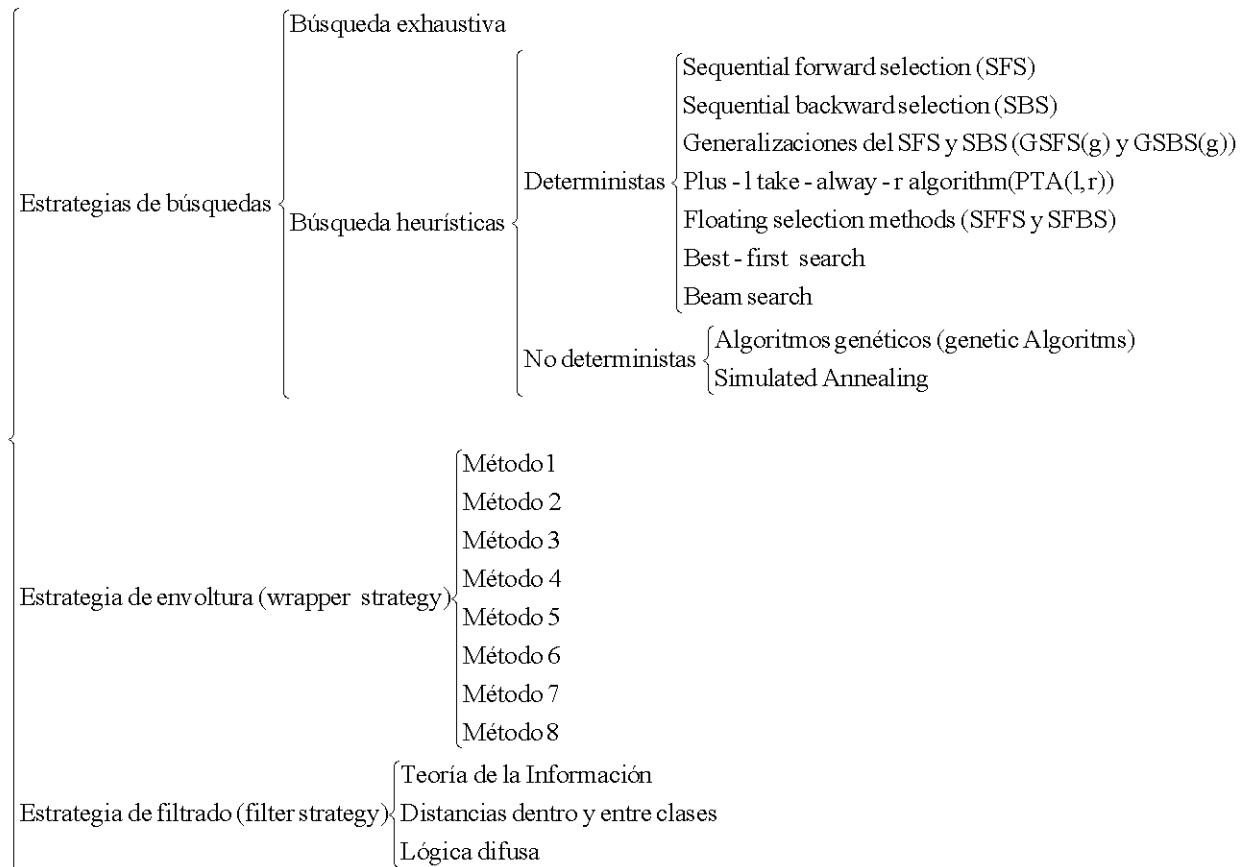 Búsqueda exhaustiva
Sequential forward selection (SFS)
Sequential backward selection (SBS)
Generalizaciones del SFS y SBS (GSFS(g) y GSBS(g))
Deterministas
Plus - l take - alway - r algorithm(PTA(l, r))
Estrategias de búsquedas
Búsqueda heurísticas
Floating selection methods (SFFS y SFBS)
Best - first search
Beam search
No deterministas
Algoritmos genéticos (genetic Algoritms)
Simulated Annealing
Estrategia de envoltura (wrapper strategy)
Método 1
Método 2
Método 3
Método 4
Método 5
Método 6
Método 7
Método 8
Estrategia de filtrado (filter strategy)
Teoría de la Información
Distancias dentro y entre clases
Lógica difusa